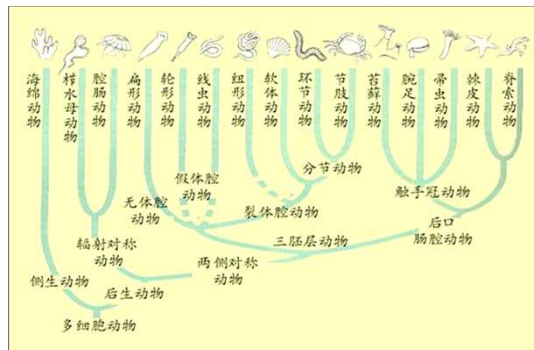 海绵动物
栉水母动物
腔肠动物
扁形动物
轮形动物
线虫动物
纽形动物
软体动物
环节动物
节肢动物
苔藓动物
腕足动物
帚虫动物
棘皮动物
脊索动物
分节动物
假体腔
动物
触手冠动物
无体腔
动物
裂体腔动物
后口
肠腔动物
三胚层动物
辐射对称
动物
两侧对称
动物
侧生动物
后生动物
多细胞动物